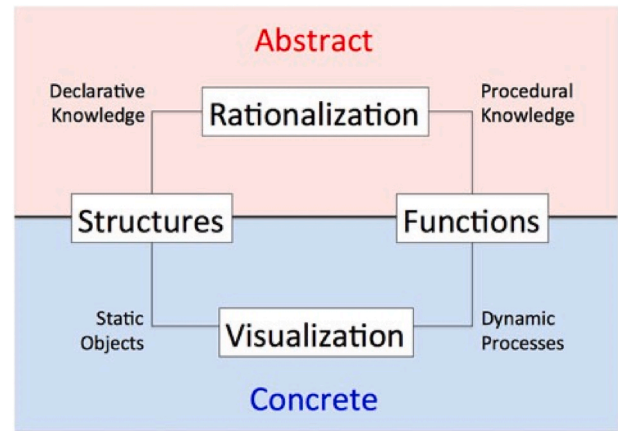 Abstract
Declarative
Knowledge
Rationalization
Procedural
Knowledge
Structures
Functions
Static
Objects
Visualization
Dynamic
Processes
Concrete